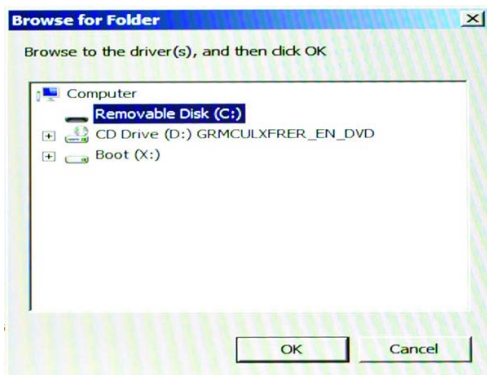 Browse for Folder
Browse to the driver(s), and then click OK
Computer
Removable Disk (C:)
CD Drive (D:) GRMCULXFRER_EN_DVD
Boot (X:)
OK
Cancel